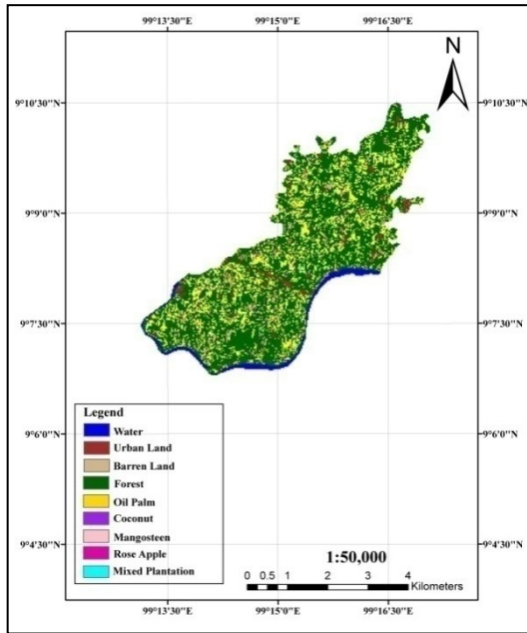 99°13'30"E 99°15'0"E 99°16'30"E
N
9°10'30"N 9°10'30"N
9°9'0"N 9°9'0"N
9°7'30"N 9°7'30"N
9°6'0"N 9°6'0"N
9°4'30"N 9°4'30"N
Legend
Water
Urban Land
Barren Land
Forest
Oil Palm
Coconut
Mangosteen
Rose Apple
Mixed Plantation
1:50,000
0 0.5 1 2 3 4
Kilometers
99°13'30"E 99°15'0"E 99°16'30"E